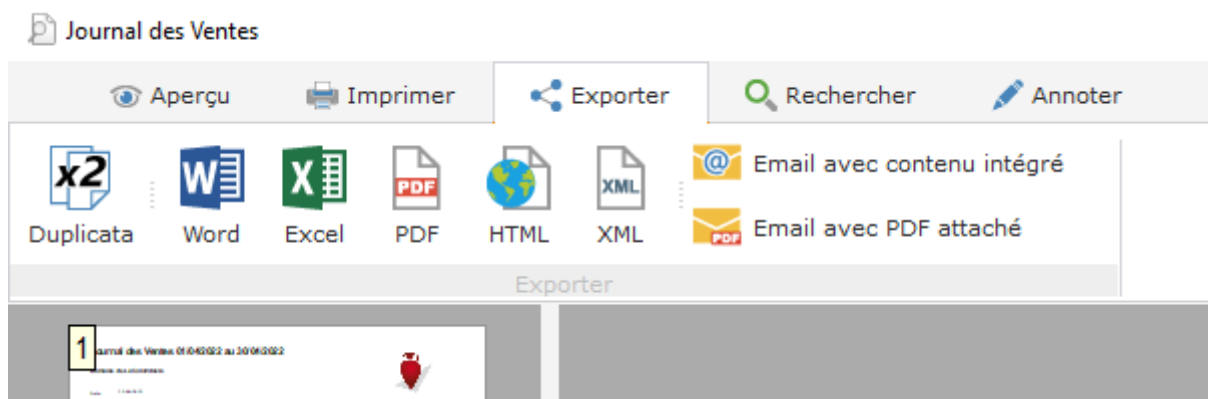 Journal des Ventes
Aperçu Imprimer Exporter Rechercher Annoter
x2 W X PDF XML @ Email avec contenu intégré
PDF Email avec PDF attaché
Duplicata Word Excel PDF HTML XML
Exporter
1
Journal des Ventes 01/04/2022 au 30/04/2022